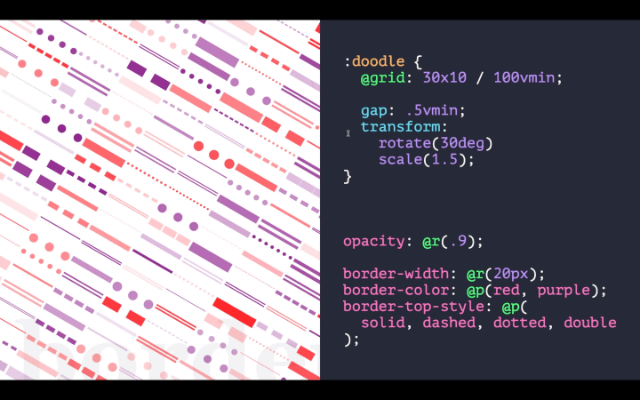 :doodle {
@grid: 30x10 / 100vmin;
gap: .5vmin;
transform:
rotate(30deg)
scale(1.5);
}
opacity: @r(.9);
border-width: @r(20px);
border-color: @p(red, purple);
border-top-style: @p(
solid, dashed, dotted, double
);
borde